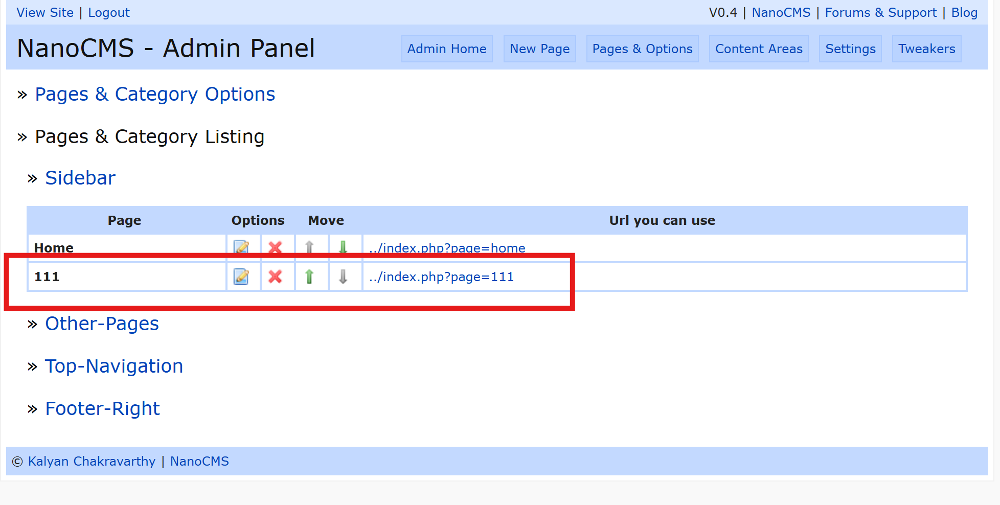 View Site | Logout
V0.4 | NanoCMS | Forums & Support | Blog
NanoCMS - Admin Panel
Admin Home
New Page
Pages & Options
Content Areas
Settings
Tweakers
» Pages & Category Options
» Pages & Category Listing
» Sidebar
Page Options Move Url you can use
Home ../index.php?page=home
111 ../index.php?page=111
» Other-Pages
» Top-Navigation
» Footer-Right
© Kalyan Chakravarthy | NanoCMS